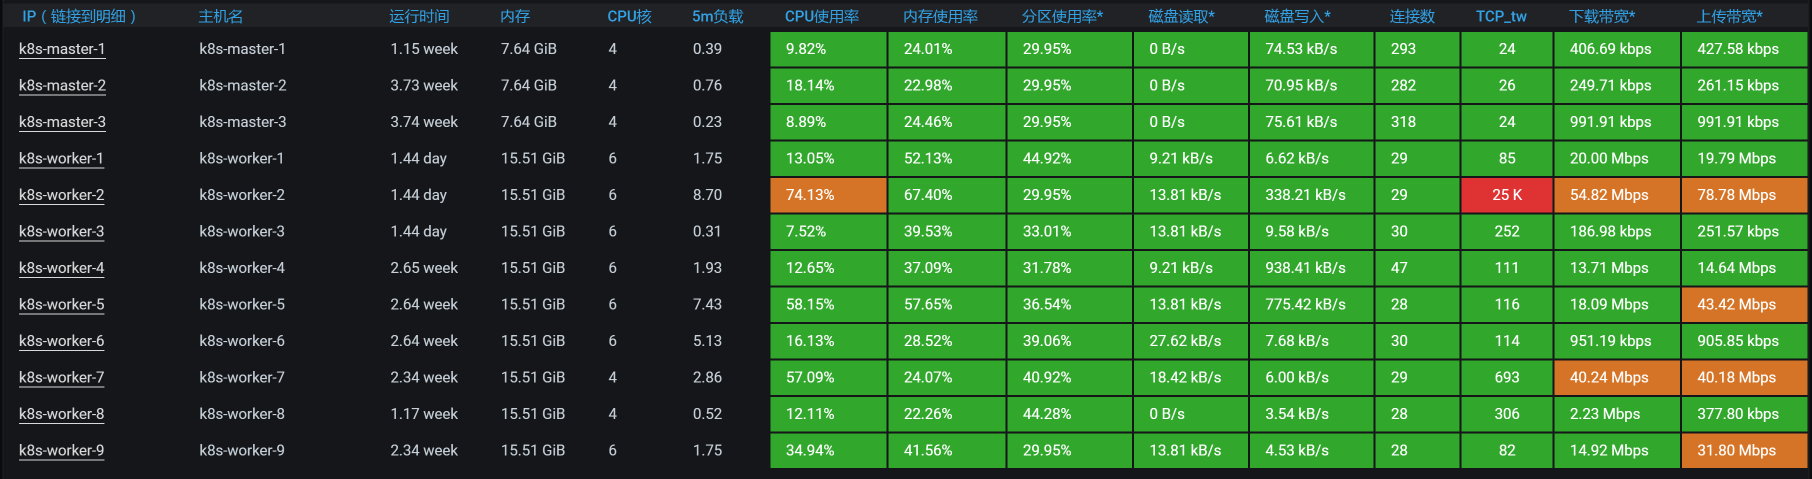 IP（链接到明细） 主机名 运行时间 内存 CPU核 5m负载 CPU使用率 内存使用率 分区使用率* 磁盘读取* 磁盘写入* 连接数 TCP_tw 下载带宽* 上传带宽*
k8s-master-1 k8s-master-1 1.15 week 7.64 GiB 4 0.39 9.82% 24.01% 29.95% 0 B/s 74.53 kB/s 293 24 406.69 kbps 427.58 kbps
k8s-master-2 k8s-master-2 3.73 week 7.64 GiB 4 0.76 18.14% 22.98% 29.95% 0 B/s 70.95 kB/s 282 26 249.71 kbps 261.15 kbps
k8s-master-3 k8s-master-3 3.74 week 7.64 GiB 4 0.23 8.89% 24.46% 29.95% 0 B/s 75.61 kB/s 318 24 991.91 kbps 991.91 kbps
k8s-worker-1 k8s-worker-1 1.44 day 15.51 GiB 6 1.75 13.05% 52.13% 44.92% 9.21 kB/s 6.62 kB/s 29 85 20.00 Mbps 19.79 Mbps
k8s-worker-2 k8s-worker-2 1.44 day 15.51 GiB 6 8.70 74.13% 67.40% 29.95% 13.81 kB/s 338.21 kB/s 29 25 K 54.82 Mbps 78.78 Mbps
k8s-worker-3 k8s-worker-3 1.44 day 15.51 GiB 6 0.31 7.52% 39.53% 33.01% 13.81 kB/s 9.58 kB/s 30 252 186.98 kbps 251.57 kbps
k8s-worker-4 k8s-worker-4 2.65 week 15.51 GiB 6 1.93 12.65% 37.09% 31.78% 9.21 kB/s 938.41 kB/s 47 111 13.71 Mbps 14.64 Mbps
k8s-worker-5 k8s-worker-5 2.64 week 15.51 GiB 6 7.43 58.15% 57.65% 36.54% 13.81 kB/s 775.42 kB/s 28 116 18.09 Mbps 43.42 Mbps
k8s-worker-6 k8s-worker-6 2.64 week 15.51 GiB 6 5.13 16.13% 28.52% 39.06% 27.62 kB/s 7.68 kB/s 30 114 951.19 kbps 905.85 kbps
k8s-worker-7 k8s-worker-7 2.34 week 15.51 GiB 4 2.86 57.09% 24.07% 40.92% 18.42 kB/s 6.00 kB/s 29 693 40.24 Mbps 40.18 Mbps
k8s-worker-8 k8s-worker-8 1.17 week 15.51 GiB 4 0.52 12.11% 22.26% 44.28% 0 B/s 3.54 kB/s 28 306 2.23 Mbps 377.80 kbps
k8s-worker-9 k8s-worker-9 2.34 week 15.51 GiB 6 1.75 34.94% 41.56% 29.95% 13.81 kB/s 4.53 kB/s 28 82 14.92 Mbps 31.80 Mbps